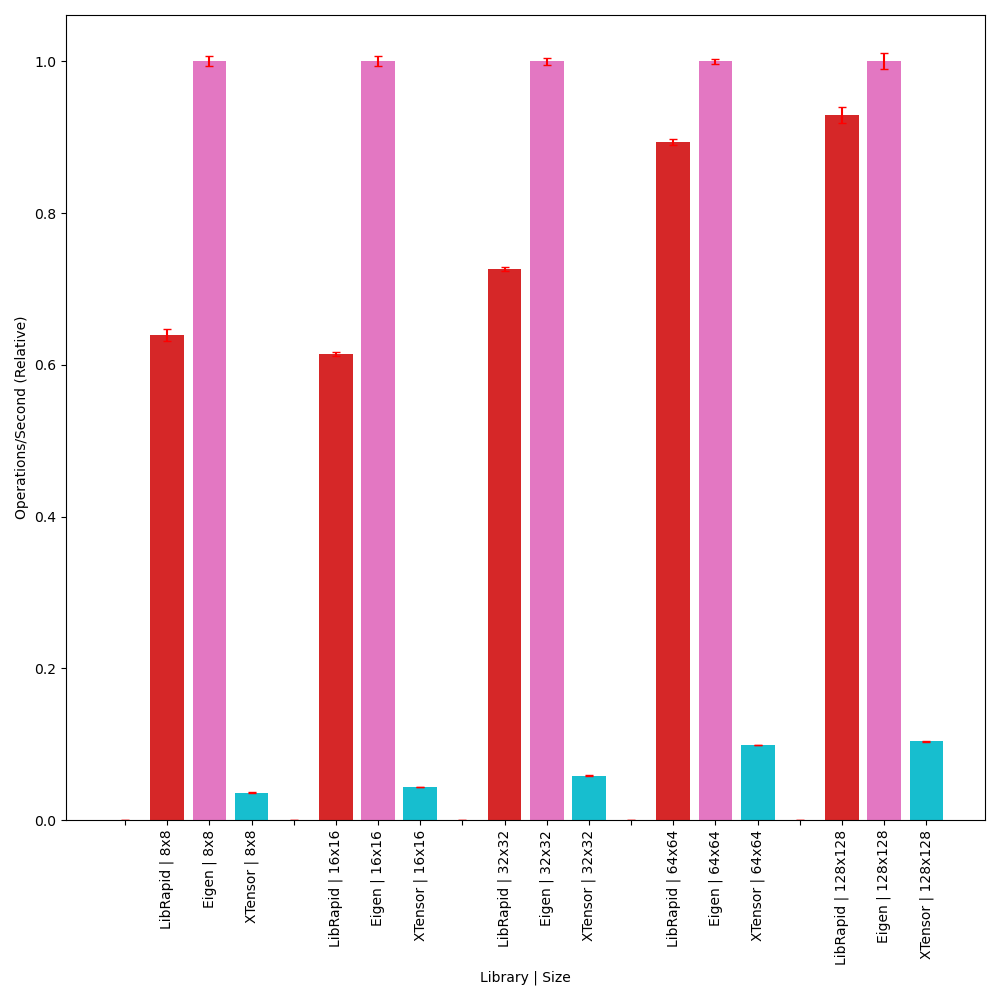 1.0
0.8
0.6
0.4
0.2
0.0
Operations/Second (Relative)
LibRapid | 8x8
Eigen | 8x8
XTensor | 8x8
LibRapid | 16x16
Eigen | 16x16
XTensor | 16x16
LibRapid | 32x32
Eigen | 32x32
XTensor | 32x32
LibRapid | 64x64
Eigen | 64x64
XTensor | 64x64
LibRapid | 128x128
Eigen | 128x128
XTensor | 128x128
Library | Size